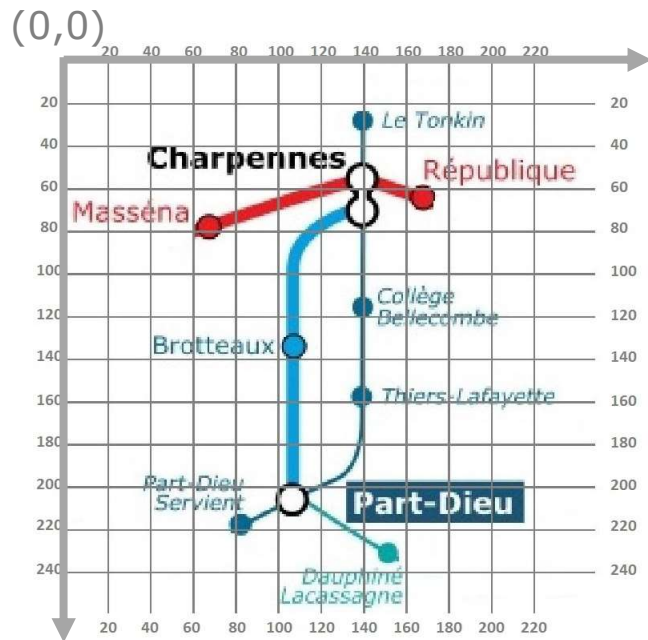 (0,0)
20 40 60 80 100 120 140 160 180 200 220
20 20
Le Tonkin
40 40
Charpennes
République
60 60
Masséna
80 80
100 100
Collège
Bellecombe
120 120
Brotteaux
140 140
Thiers-Lafayette
160 160
180 180
Part-Dieu
Servient
200 200
Part-Dieu
220 220
240 240
Dauphiné
Lacassagne
20 40 60 80 100 120 140 160 180 200 220